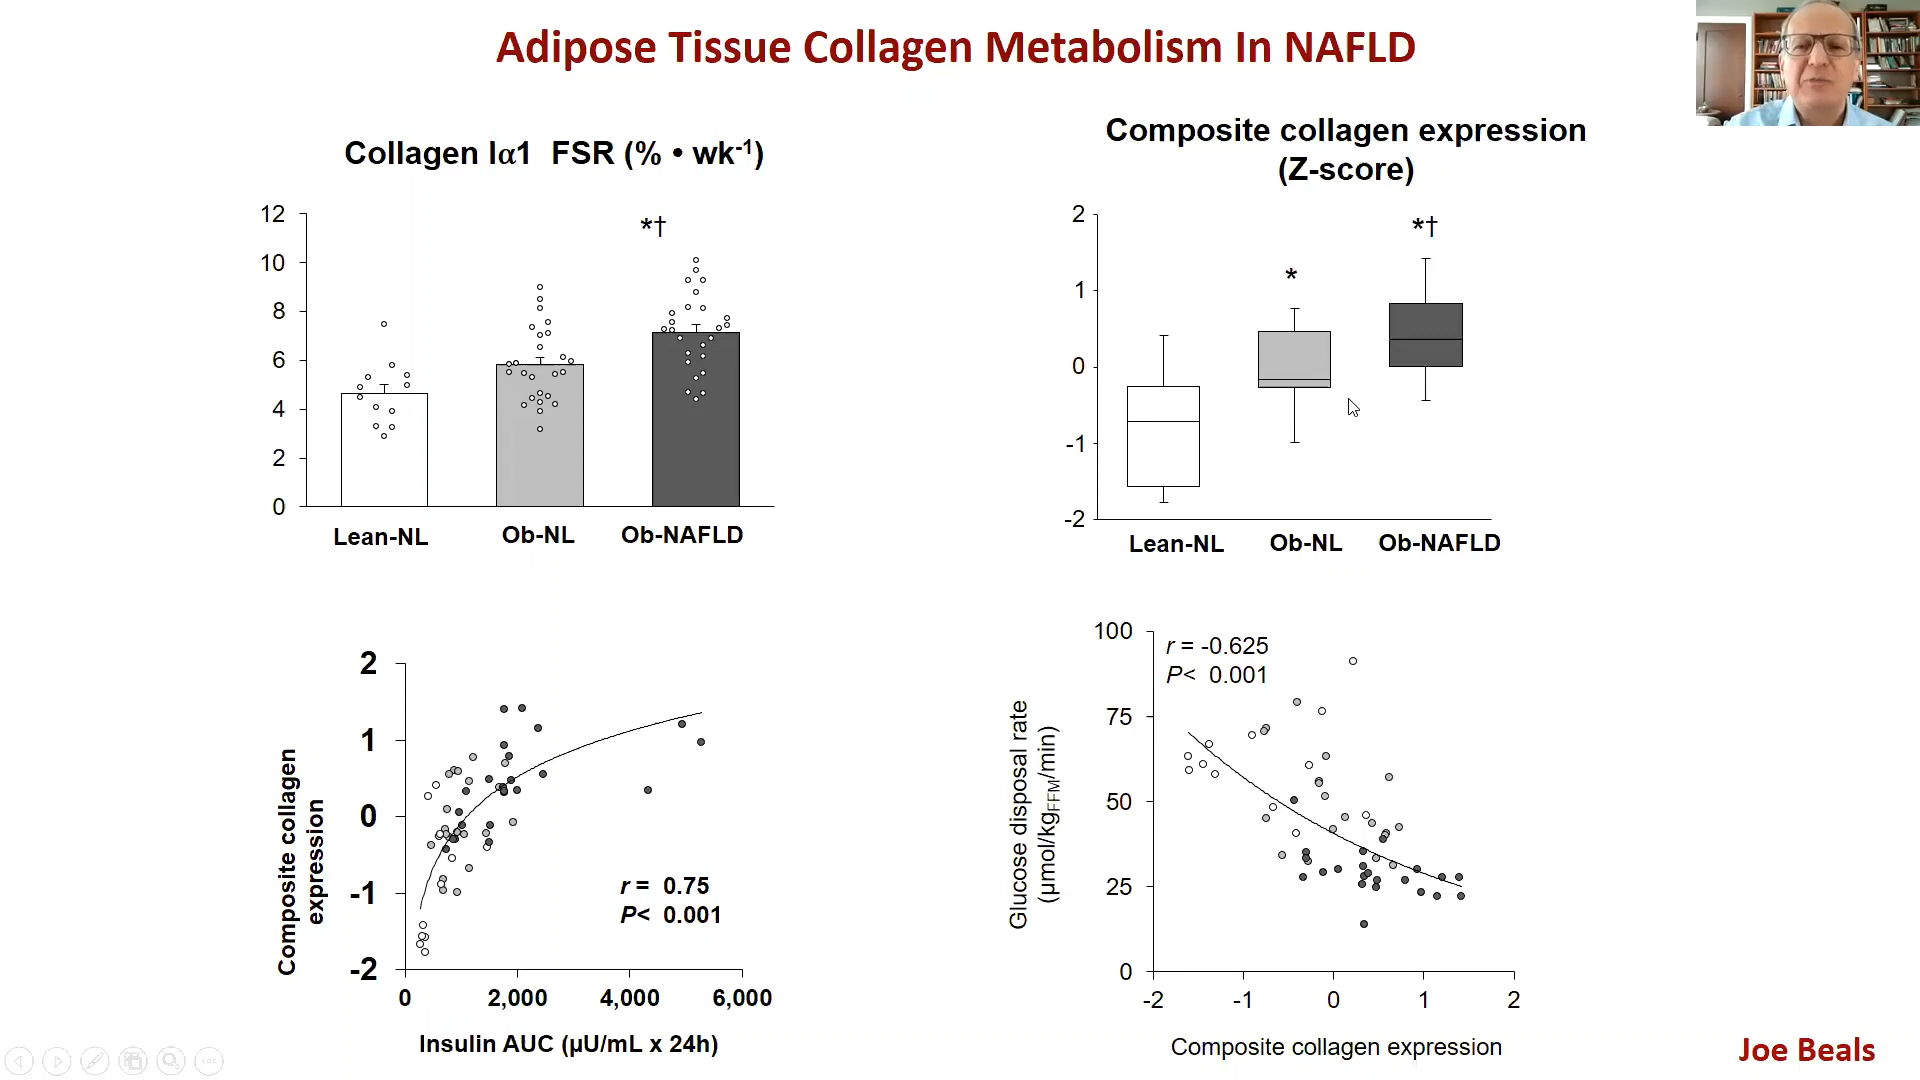 Adipose Tissue Collagen Metabolism In NAFLD
Collagen Iα1 FSR (% • wk-1)
12
10
8
6
4
2
0
*†
Lean-NL
Ob-NL
Ob-NAFLD
Composite collagen expression
(Z-score)
2
1
0
-1
-2
*
*†
Lean-NL
Ob-NL
Ob-NAFLD
Composite collagen
expression
2
1
0
-1
-2
r = 0.75
P< 0.001
0
2,000
4,000
6,000
Insulin AUC (µU/mL x 24h)
Glucose disposal rate
(µmol/kgFFM/min)
100
75
50
25
0
r = -0.625
P< 0.001
-2
-1
0
1
2
Composite collagen expression
Joe Beals